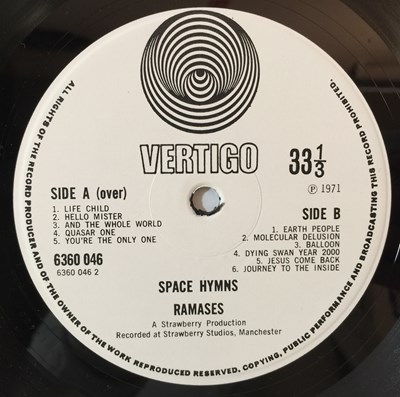 VERTIGO
33 1/3
℗ 1971
SIDE A (over)
1. LIFE CHILD
2. HELLO MISTER
3. AND THE WHOLE WORLD
4. QUASAR ONE
5. YOU'RE THE ONLY ONE
6360 046
6360 046 2
SIDE B
1. EARTH PEOPLE
2. MOLECULAR DELUSION
3. BALLOON
4. DYING SWAN YEAR 2000
5. JESUS COME BACK
6. JOURNEY TO THE INSIDE
SPACE HYMNS
RAMASES
A Strawberry Production
Recorded at Strawberry Studios, Manchester
ALL RIGHTS OF THE RECORD PRODUCER AND OF THE OWNER OF THE WORK REPRODUCED RESERVED. COPYING, PUBLIC PERFORMANCE AND BROADCASTING THIS RECORD PROHIBITED.